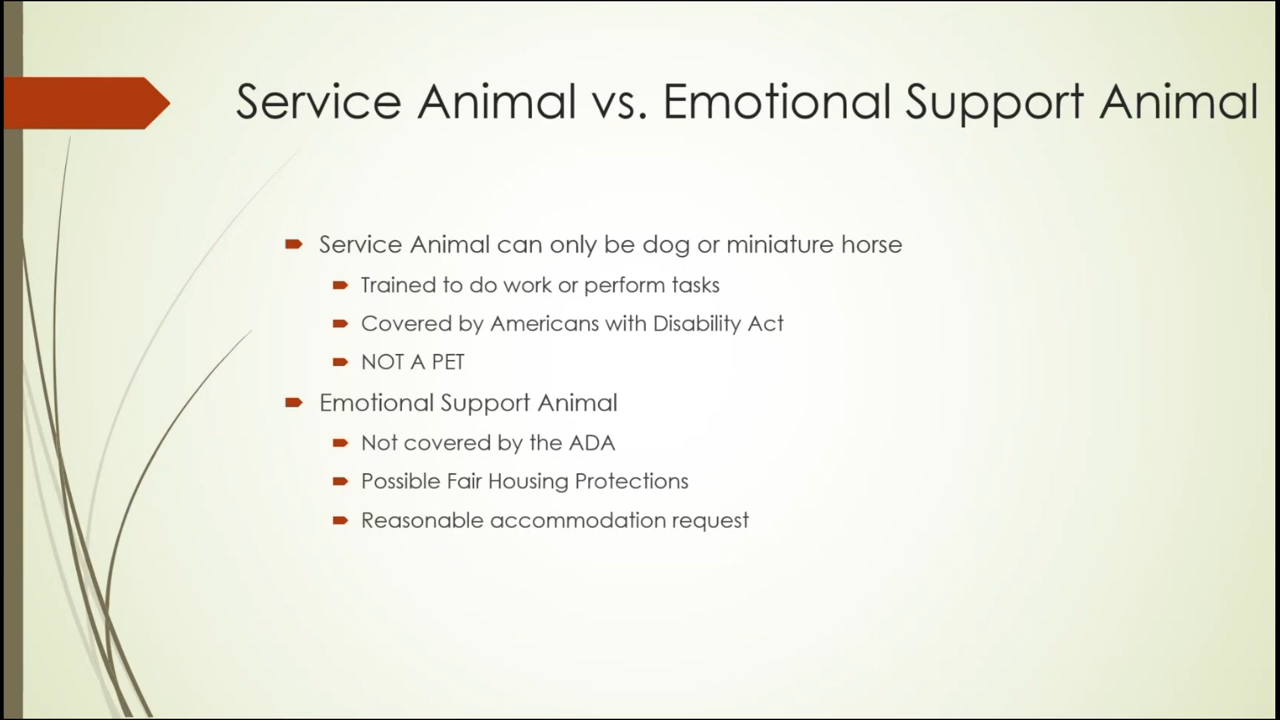 Service Animal vs. Emotional Support Animal
Service Animal can only be dog or miniature horse
Trained to do work or perform tasks
Covered by Americans with Disability Act
NOT A PET
Emotional Support Animal
Not covered by the ADA
Possible Fair Housing Protections
Reasonable accommodation request